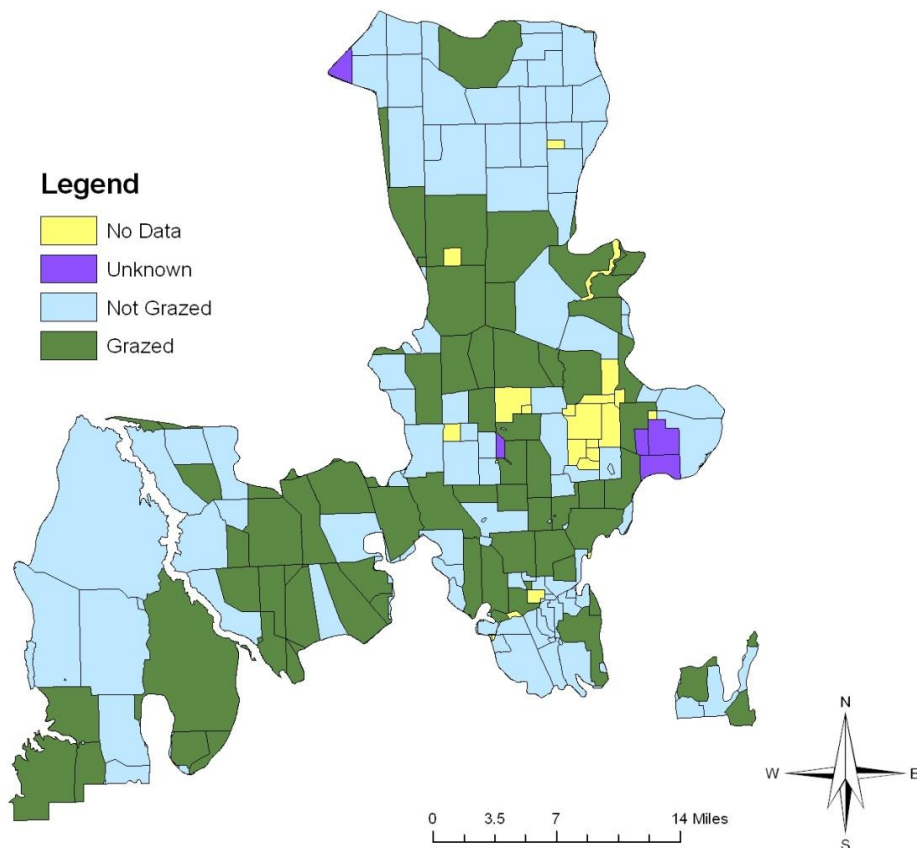 Legend
No Data
Unknown
Not Grazed
Grazed
N
W E
S
0 3.5 7 14 Miles